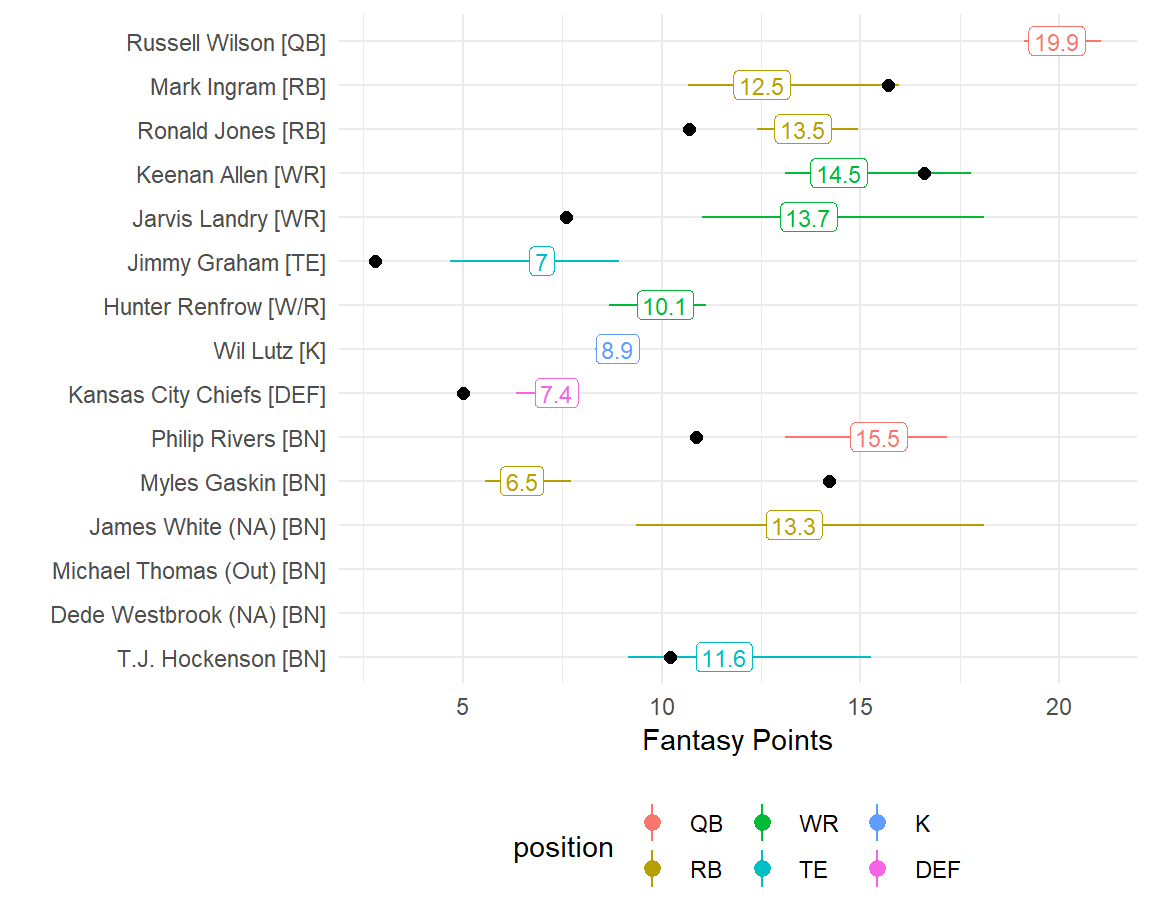 Russell Wilson [QB] 19.9
Mark Ingram [RB] 12.5
Ronald Jones [RB] 13.5
Keenan Allen [WR] 14.5
Jarvis Landry [WR] 13.7
Jimmy Graham [TE] 7
Hunter Renfrow [W/R] 10.1
Wil Lutz [K] 8.9
Kansas City Chiefs [DEF] 7.4
Philip Rivers [BN] 15.5
Myles Gaskin [BN] 6.5
James White (NA) [BN] 13.3
Michael Thomas (Out) [BN]
Dede Westbrook (NA) [BN]
T.J. Hockenson [BN] 11.6
5 10 15 20
Fantasy Points
position
QB WR K
RB TE DEF